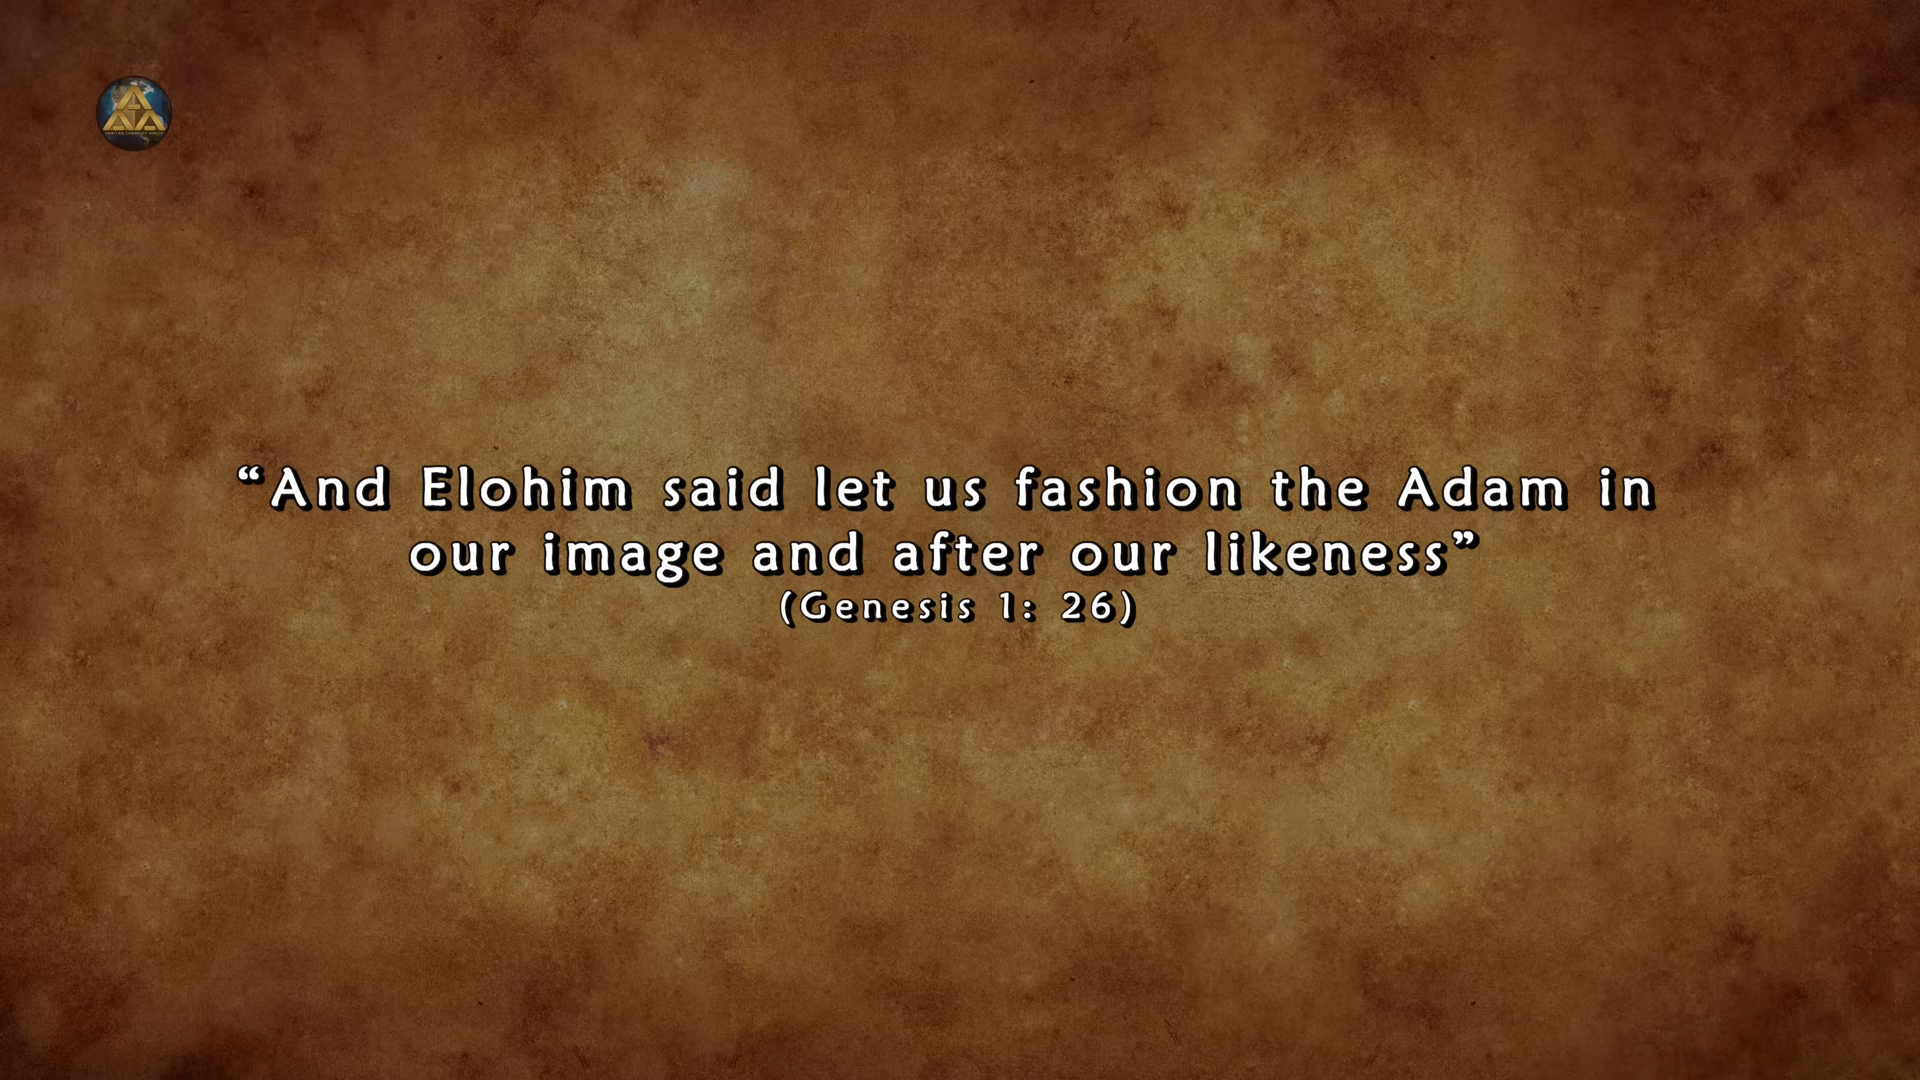 “And Elohim said let us fashion the Adam in
our image and after our likeness”
(Genesis 1: 26)